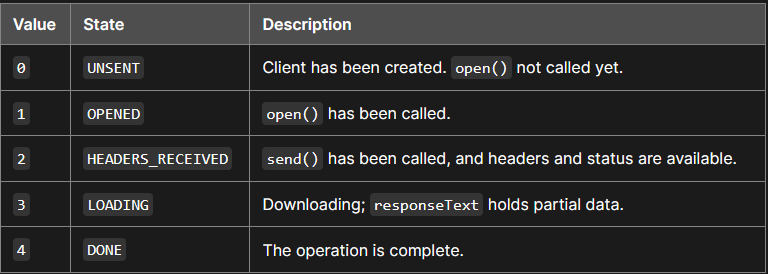 Value State Description
0 UNSENT Client has been created. open() not called yet.
1 OPENED open() has been called.
2 HEADERS_RECEIVED send() has been called, and headers and status are available.
3 LOADING Downloading; responseText holds partial data.
4 DONE The operation is complete.